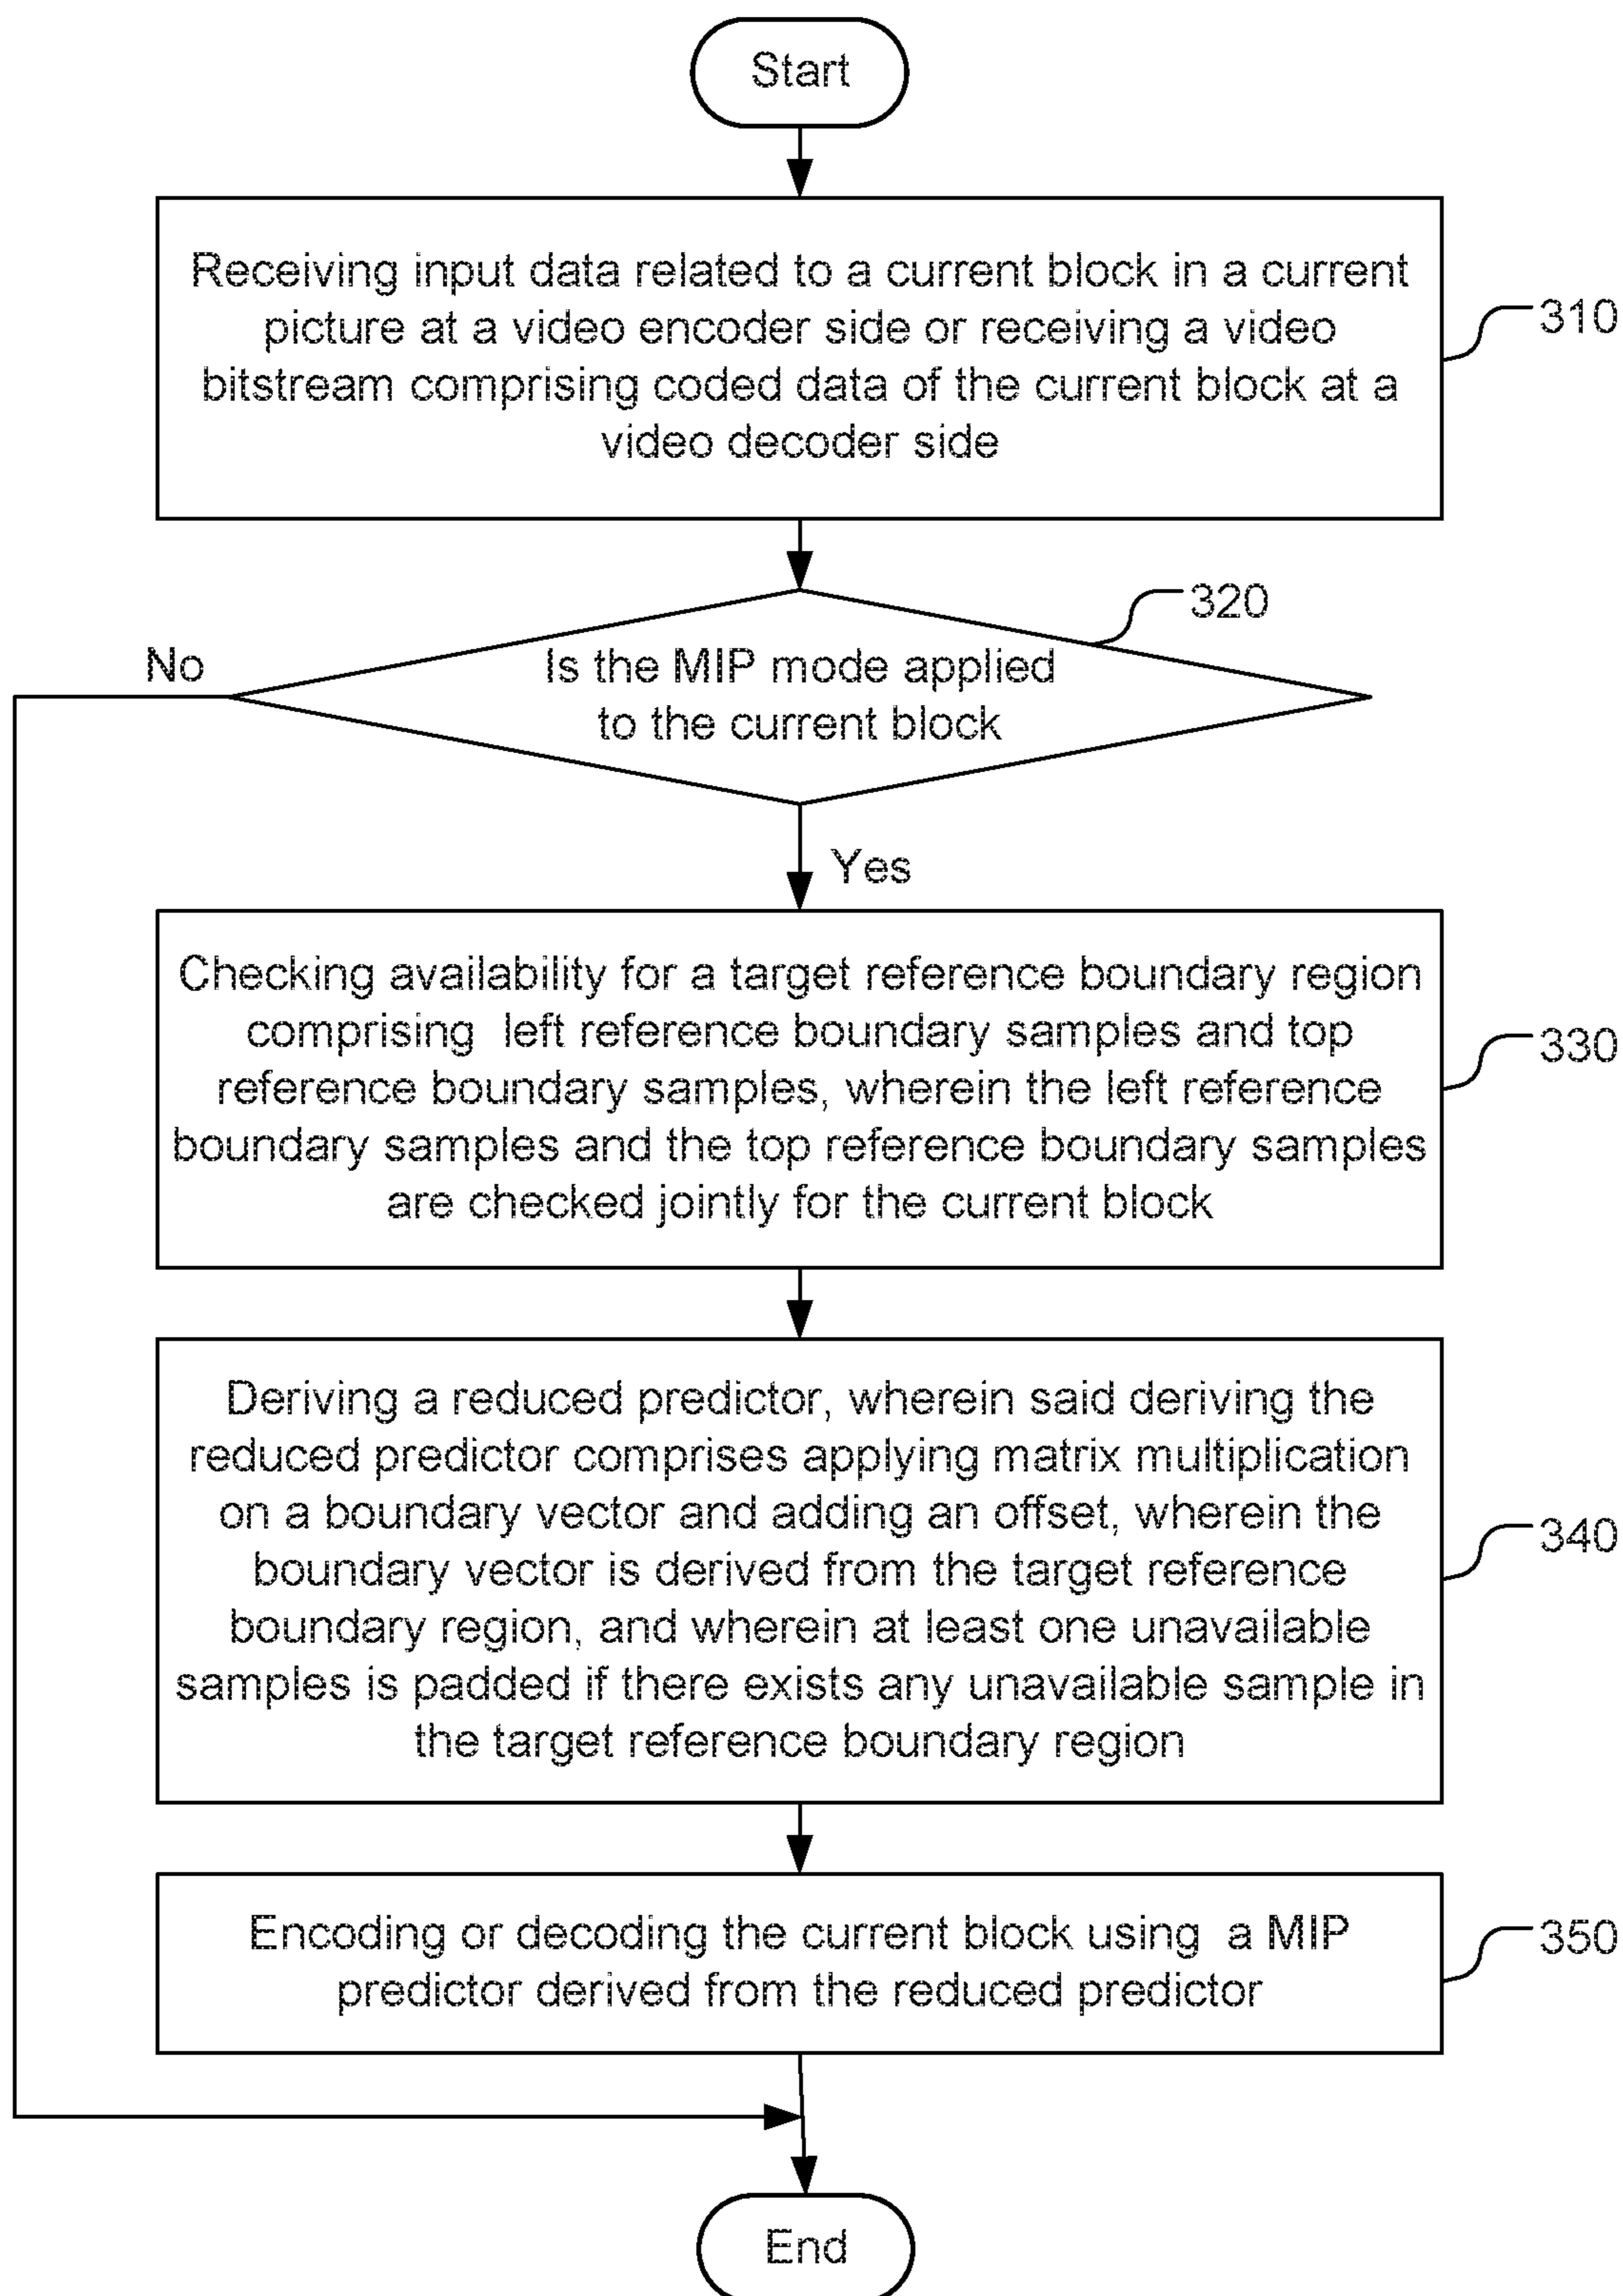 Start
Receiving input data related to a current block in a current
picture at a video encoder side or receiving a video
bitstream comprising coded data of the current block at a
video decoder side
310
320
No
Is the MIP mode applied
to the current block
Yes
Checking availability for a target reference boundary region
comprising left reference boundary samples and top
reference boundary samples, wherein the left reference
boundary samples and the top reference boundary samples
are checked jointly for the current block
330
Deriving a reduced predictor, wherein said deriving the
reduced predictor comprises applying matrix multiplication
on a boundary vector and adding an offset, wherein the
boundary vector is derived from the target reference
boundary region, and wherein at least one unavailable
samples is padded if there exists any unavailable sample in
the target reference boundary region
340
Encoding or decoding the current block using a MIP
predictor derived from the reduced predictor
350
End